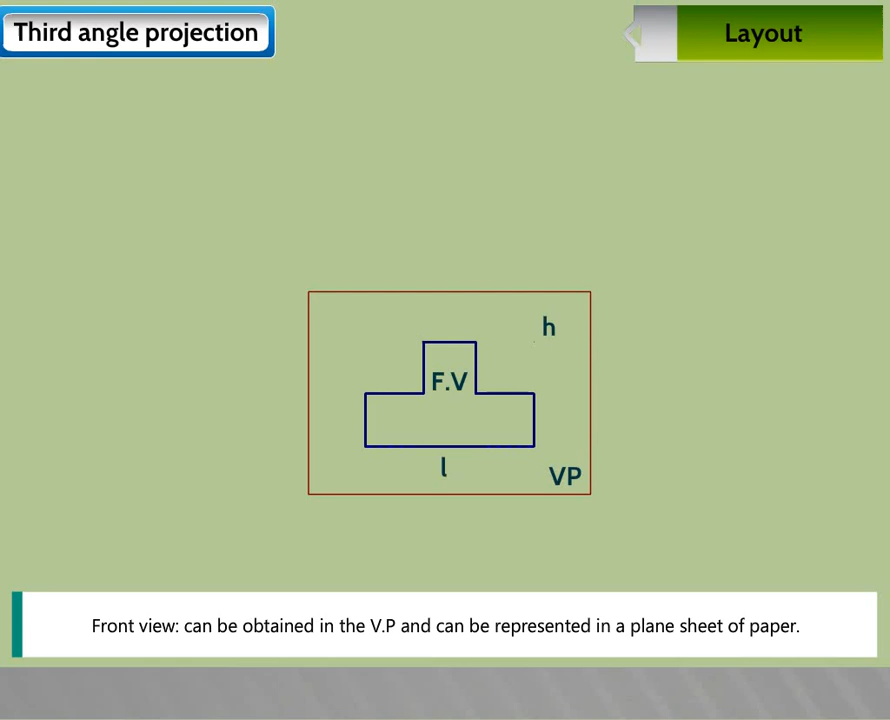 Third angle projection
Layout
h
F.V
l
VP
Front view: can be obtained in the V.P and can be represented in a plane sheet of paper.